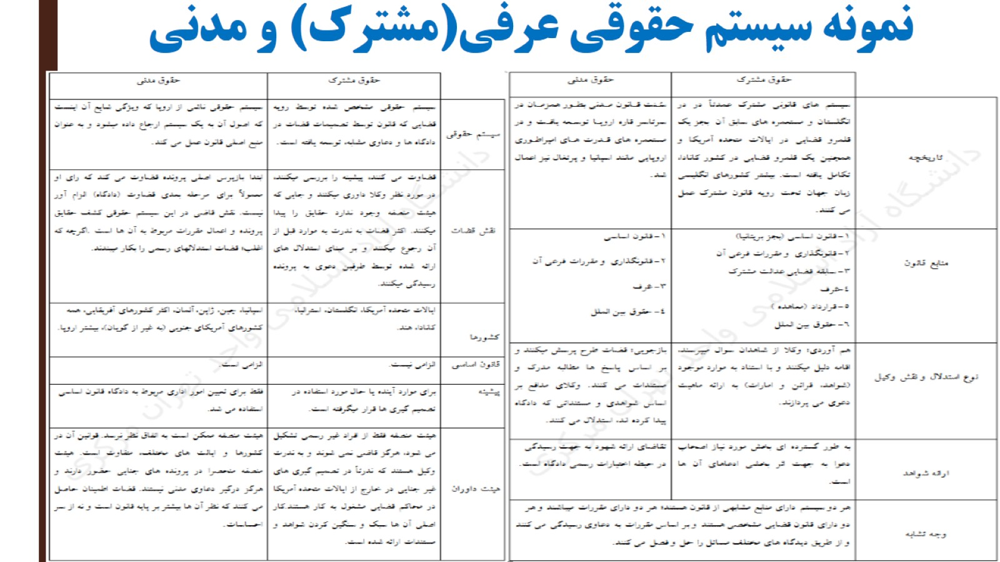 نمونه سیستم حقوقی عرفی(مشترک) و مدنی
حقوق مشترک
حقوق مدنی
تاریخچه
سیستم های قانونی مشترک عمدتاً در در
انگلستان و مستعمره های سابق آن بجز یک
قلمرو قضایی در ایالات متحده آمریکا و
همچنین یک قلمرو قضایی در کشور کانادا،
تکامل یافته است. بیشتر کشورهای انگلیسی
زبان جهان تحت رویه قانون مشترک عمل
می کنند.
سُنت قانون مدنی بطور همزمان در
سرتاسر قاره اروپا توسعه یافت و در
مستعمره های قدرت های امپراطوری
اروپایی مانند اسپانیا و پرتغال نیز اعمال
شد.
منابع قانون
۱-قانون اساسی (بجز بریتانیا)
۲-قانونگذاری و مقررات فرعی آن
۳-سابقه قضایی عدالت مشترک
۴-عُرف
۵-قرارداد (معاهده )
۶- حقوق بین الملل
۱-قانون اساسی
۲-قانونگذاری و مقررات فرعی آن
۳-عُرف
۴- حقوق بین الملل
نوع استدلال و نقش وکیل
هم آوردی؛ وکلا از شاهدان سوال میپرسند،
اقامه دلیل میکنند و با استناد به موارد موجود
(شواهد، قرائن و امارات) به ارائه ماهیت
دعوی می پردازند.
بازجویی؛ قضات طرح پرسش میکنند و
بر اساس پاسخ ها مطالبه مدرک و
مستندات می کنند. وکلای مدافع بر
اساس شواهدی و مستنداتی که دادگاه
پیدا کرده اند، استدلال می کنند.
ارائه شواهد
به طور گسترده ای بخش مورد نیاز اصحاب
دعوا به جهت اثر بخشی ادعاهای آن ها
است.
تقاضای ارائه شهود به جهت رسیدگی
در حیطه اختیارات رسمی دادگاه است.
وجه تشابه
هر دو سیستم دارای منابع مشابهی از قانون هستند؛ هر دو دارای مقررات میباشند و هر
دو دارای قانون قضایی مشخصی هستند و بر اساس مقررات به دعاوی رسیدگی می کنند
و از طریق دیدگاه های مختلف مسائل را حل و فصل می کنند.
حقوق مشترک
حقوق مدنی
سیستم حقوقی
سیستم حقوقی مشخص شده توسط رویه
قضایی که قانون توسط تصمیمات قضات در
دادگاه ها و دعاوی مشابه، توسعه یافته است.
سیستم حقوقی ناشی از اروپا که ویژگی شایع آن اینست
که اصول آن به یک سیستم ارجاع داده میشود و به عنوان
منبع اصلی قانون عمل می کند.
نقش قضات
قضاوت می کنند، پیشینه را بررسی میکنند،
در مورد نظر وکلا داوری میکنند و جایی که
هیئت منصفه وجود ندارد حقایق را پیدا
میکنند. اکثر قضات به ندرت به موارد قبل از
آن رجوع میکنند و بر مبنای استدلال های
ارائه شده توسط طرفین دعوی به پرونده
رسیدگی میکنند.
ابتدا بازپرس اصلی پرونده قضاوت می کند که رای او
معمولاً برای مرحله بعدی قضاوت (دادگاه) الزام آور
نیست. نقش قاضی در این سیستم حقوقی کشف حقایق
پرونده و اعمال مقررات مربوط به آن ها است .اگرچه که
اغلب؛ قضات استدلالهای رسمی را بکار میبندند.
کشورها
ایالات متحده آمریکا، انگلستان، استرالیا،
کانادا، هند.
اسپانیا، چین، ژاپن، آلمان، اکثر کشورهای آفریقایی، همه
کشورهای آمریکای جنوبی (به غیر از گویان)، بیشتر اروپا.
قانون اساسی
الزامی نیست.
الزامی است.
پیشینه
برای موارد آینده یا حال مورد استفاده در
تصمیم گیری ها قرار میگرفته است.
فقط برای تعیین امور اداری مربوط به دادگاه قانون اساسی
استفاده می شد.
هیئت داوران
هیئت منصفه فقط از افراد غیر رسمی تشکیل
می شود، هرگز قاضی نمی شوند و به ندرت
وکیل هستند که ندرتاً در تصمیم گیری های
غیر جنایی در خارج از ایالات متحده آمریکا
در محاکم قضایی مشغول به کار هستند.کار
اصلی آن ها سبک و سنگین کردن شواهد و
مستندات ارائه شده است.
هیئت منصفه ممکن است به اتفاق نظر نرسد. قوانین آن در
کشورها و ایالت های مختلف، متفاوت است. هیئت
منصفه منحصرا در پرونده های جنایی حضور دارند و
هرگز درگیر دعاوی مدنی نیستند. قضات اطمینان حاصل
می کنند که نظر آن ها بیشتر بر پایه قانون است و نه از سر
احساسات.
دانشگاه آزاد اسلامی واحد تهران مرکزی
دانشگاه آزاد اسلامی واحد تهران مرکزی